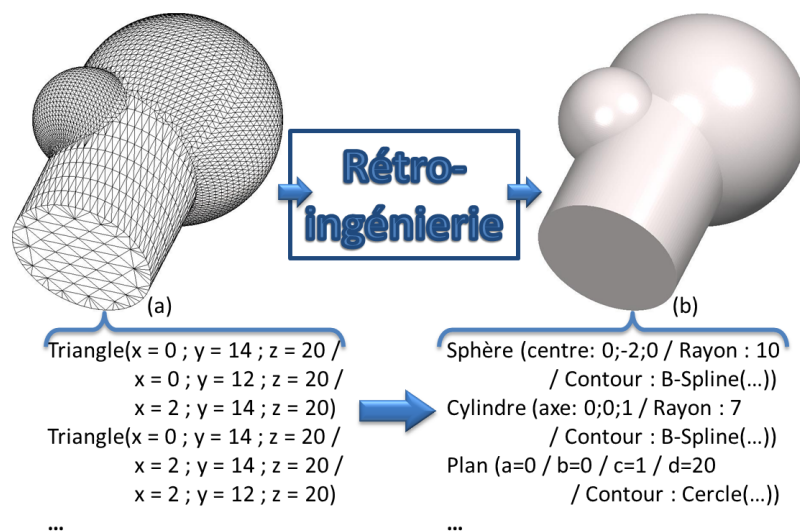 Rétro-
ingénierie
(a)
(b)
Triangle(x = 0 ; y = 14 ; z = 20 /
x = 0 ; y = 12 ; z = 20 /
x = 2 ; y = 14 ; z = 20)
Triangle(x = 0 ; y = 14 ; z = 20 /
x = 2 ; y = 14 ; z = 20 /
x = 2 ; y = 12 ; z = 20)
...
Sphère (centre: 0;-2;0 / Rayon : 10
/ Contour : B-Spline(...))
Cylindre (axe: 0;0;1 / Rayon : 7
/ Contour : B-Spline(...))
Plan (a=0 / b=0 / c=1 / d=20
/ Contour : Cercle(...))
...